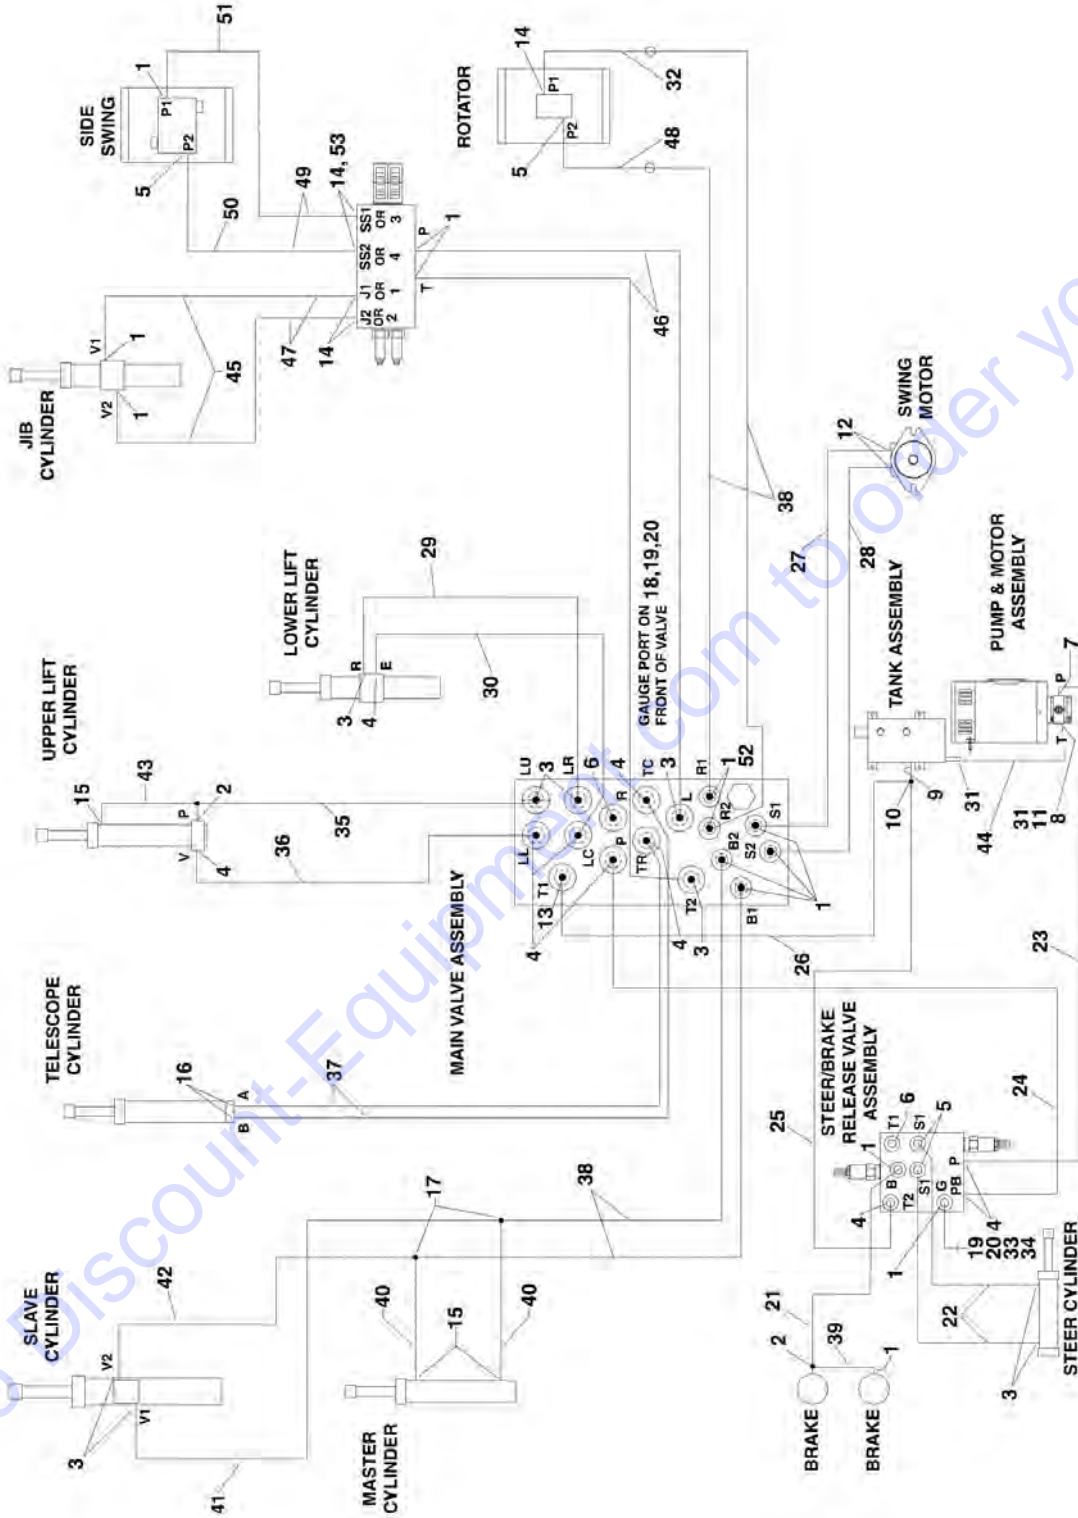 SLAVE
CYLINDER
V2
V1
3
41
42
MASTER
CYLINDER
40
40
15
17
38
TELESCOPE
CYLINDER
16
A
B
37
UPPER LIFT
CYLINDER
15
43
P
2
V
4
36
35
LOWER LIFT
CYLINDER
R
E
3
4
29
30
JIB
CYLINDER
V1
V2
1
1
45
47
14
SIDE
SWING
P1
P2
1
5
51
50
49
14, 53
J2
OR
2
J1
OR
1
SS2
OR
4
SS1
OR
3
T
P
1
46
ROTATOR
P1
P2
14
5
32
48
38
MAIN VALVE ASSEMBLY
LU
LL
LR
LC
3
6
4
R
P
TC
TR
3
L
R1
R2
1
52
T1
13
4
T2
3
4
B2
B1
S1
S2
1
GAUGE PORT ON
FRONT OF VALVE
18,19,20
SWING
MOTOR
12
27
28
TANK ASSEMBLY
10
9
31
44
PUMP & MOTOR
ASSEMBLY
P
T
7
31
11
8
26
25
24
23
STEER/BRAKE
RELEASE VALVE
ASSEMBLY
1
T1
6
S1
5
B
S1
T2
4
G
PB
P
4
1
19
20
33
34
BRAKE
BRAKE
2
1
21
39
22
3
STEER CYLINDER
Discount-Equipment.com to order yo